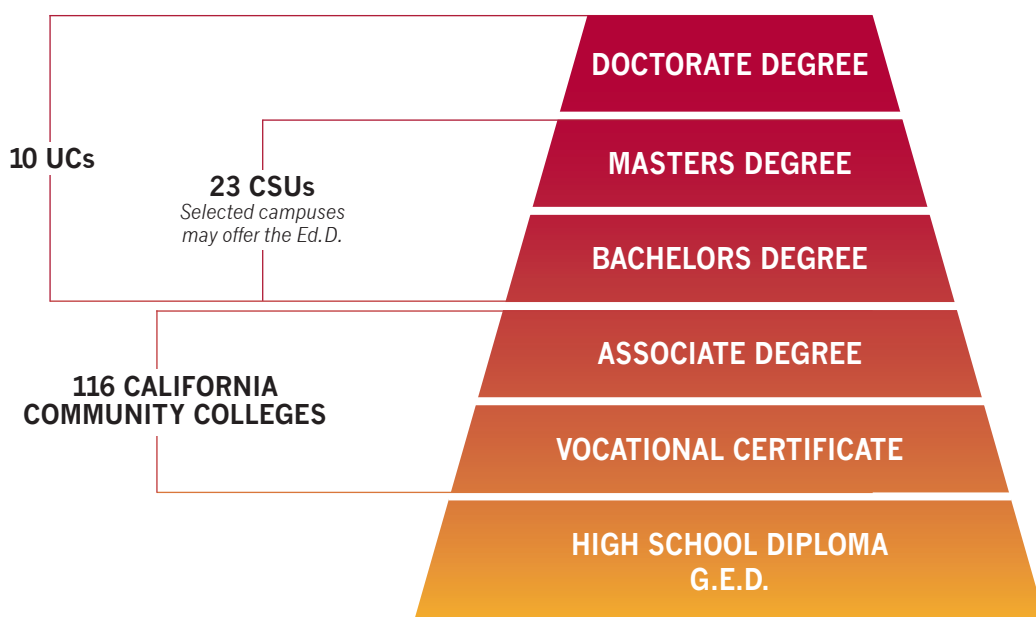 DOCTORATE DEGREE
10 UCs
MASTERS DEGREE
23 CSUs
Selected campuses
may offer the Ed.D.
BACHELORS DEGREE
ASSOCIATE DEGREE
116 CALIFORNIA
COMMUNITY COLLEGES
VOCATIONAL CERTIFICATE
HIGH SCHOOL DIPLOMA
G.E.D.